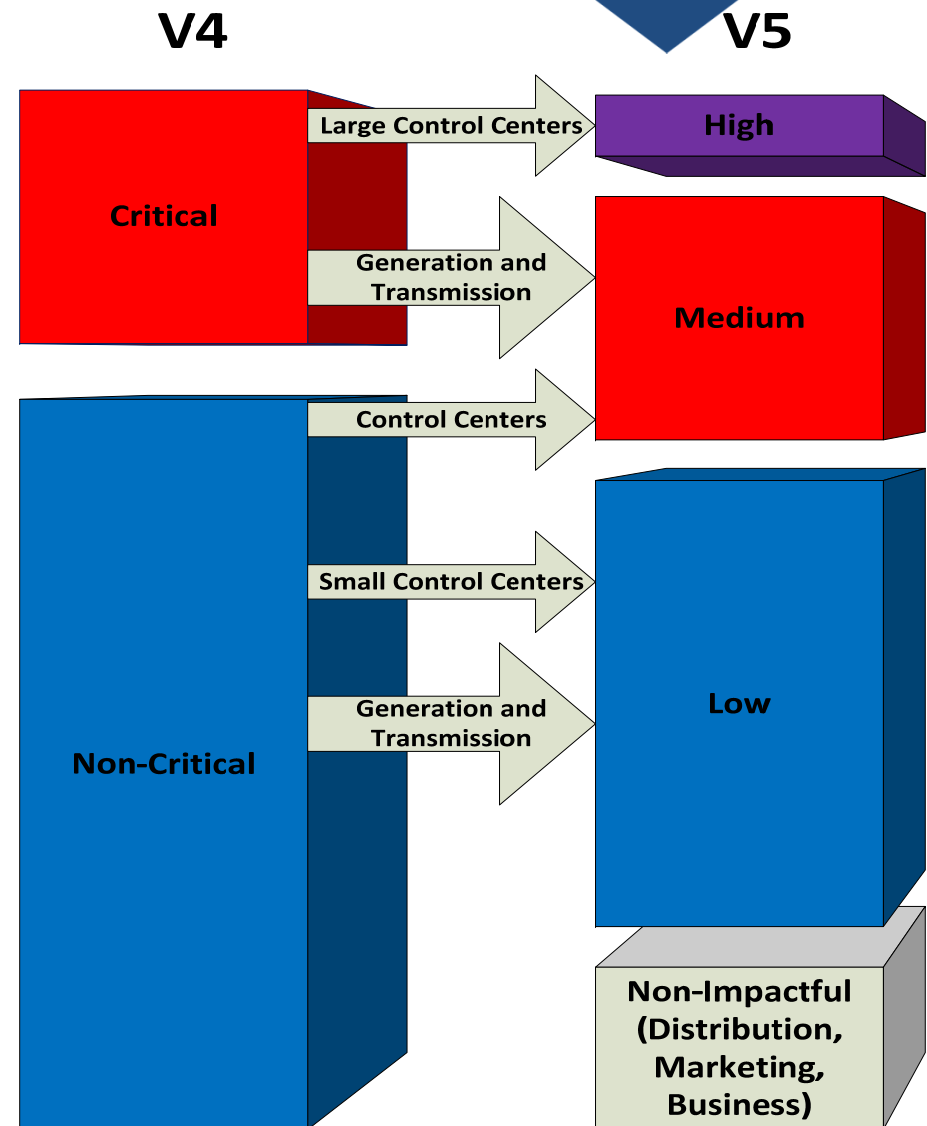 V4
V5
Large Control Centers
High
Critical
Generation and
Transmission
Medium
Control Centers
Small Control Centers
Generation and
Transmission
Low
Non-Critical
Non-Impactful
(Distribution,
Marketing,
Business)